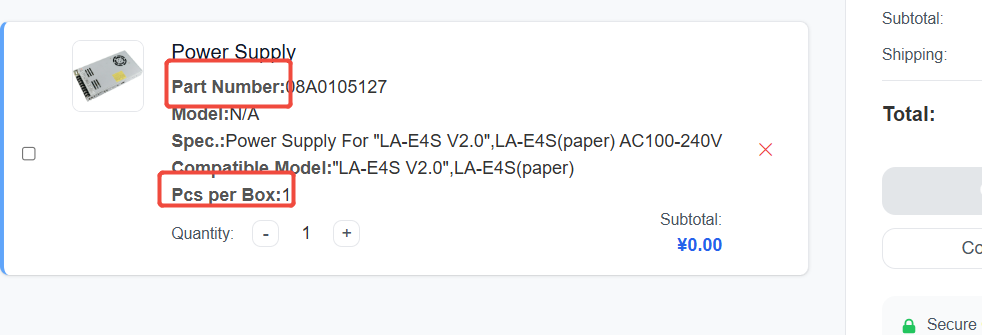 Power Supply
Part Number:08A0105127
Model:N/A
Spec.:Power Supply For "LA-E4S V2.0",LA-E4S(paper) AC100-240V
Compatible Model:"LA-E4S V2.0",LA-E4S(paper)
Pcs per Box:1
Quantity: - 1 +
Subtotal:
¥0.00
Subtotal:
Shipping:
Total:
Co
Secure